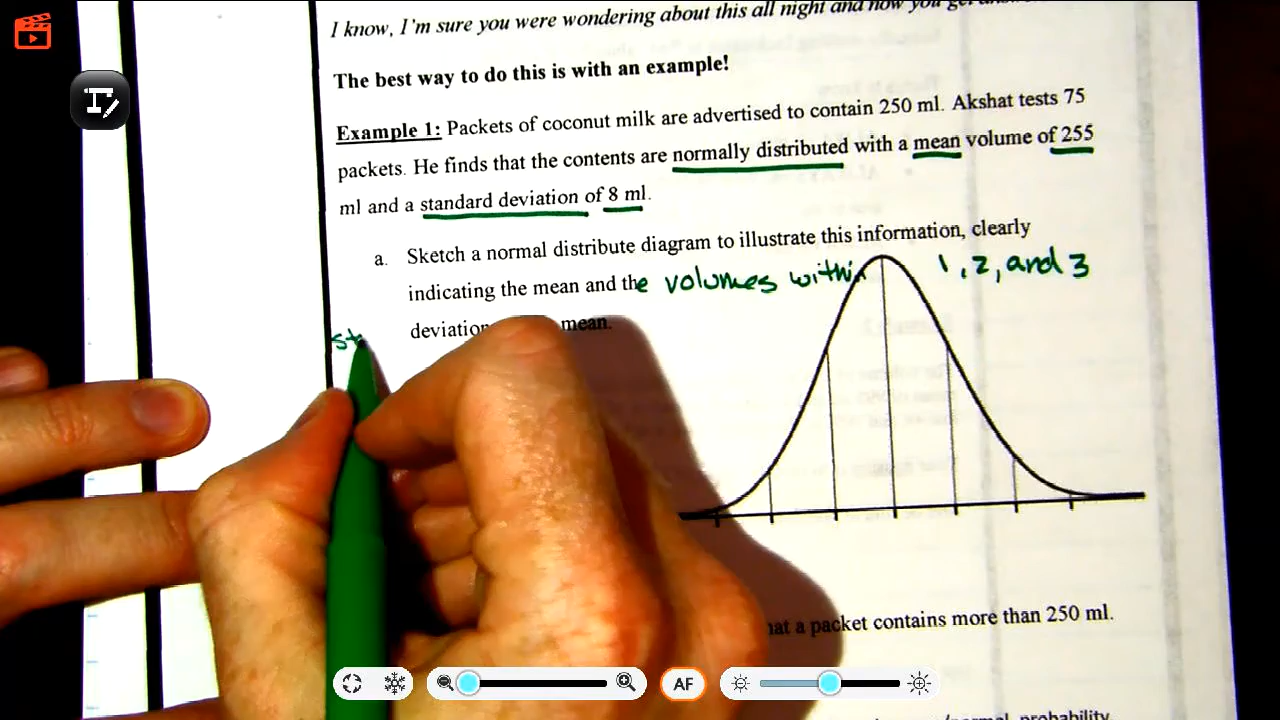 I know, I'm sure you were wondering about this all night and now you get
The best way to do this is with an example!
Example 1: Packets of coconut milk are advertised to contain 250 ml. Akshat tests 75
packets. He finds that the contents are normally distributed with a mean volume of 255
ml and a standard deviation of 8 ml.
a. Sketch a normal distribute diagram to illustrate this information, clearly
indicating the mean and the volumes within 1, 2, and 3
st deviation mean.
a packet contains more than 250 ml.
probability
AF